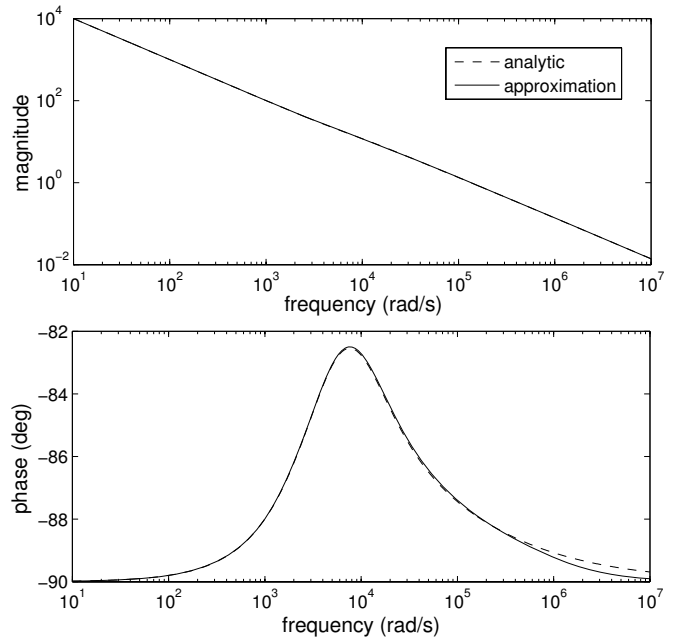 10^4
10^2
10^0
10^-2
magnitude
analytic
approximation
10^1 10^2 10^3 10^4 10^5 10^6 10^7
frequency (rad/s)
-82
-84
-86
-88
-90
phase (deg)
10^1 10^2 10^3 10^4 10^5 10^6 10^7
frequency (rad/s)